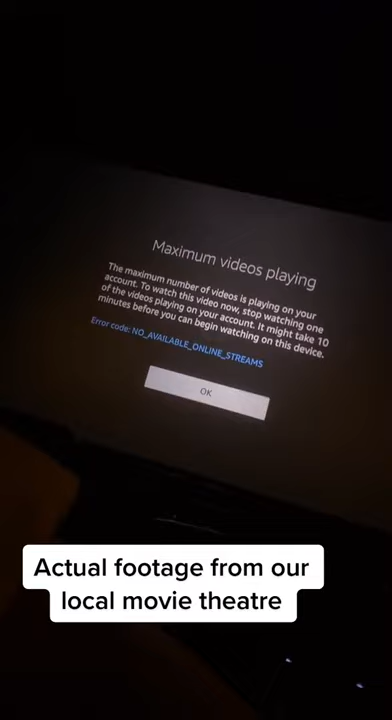 Maximum videos playing
The maximum number of videos is playing on your
account. To watch this video now, stop watching one
of the videos playing on your account. It might take 10
minutes before you can begin watching on this device.
Error code: NO_AVAILABLE_ONLINE_STREAMS
OK
Actual footage from our
local movie theatre